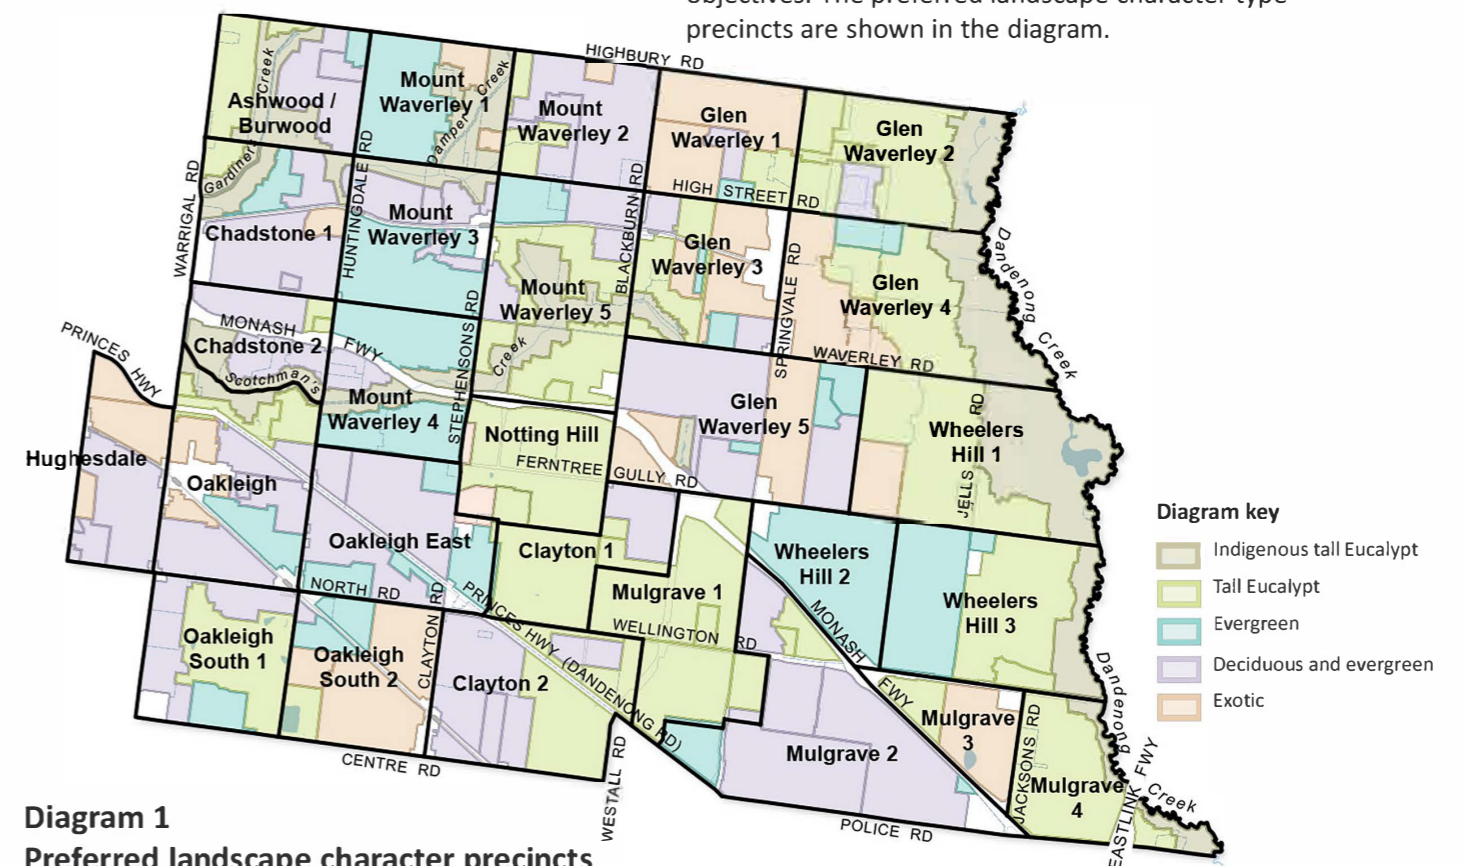 objectives. The preferred landscape character type
precincts are shown in the diagram.
HIGHBURY RD
Creek
Ashwood /
Burwood
Mount
Waverley 1
Damper Creek
Mount
Waverley 2
Glen
Waverley 1
Glen
Waverley 2
Gardiners
WARRIGAL RD
HUNTINGDALE RD
BLACKBURN RD
HIGH STREET RD
Chadstone 1
Mount
Waverley 3
Glen
Waverley 3
Mount
Waverley 5
SPRINGVALE RD
Glen
Waverley 4
Dandenong Creek
MONASH FWY
STEPHENSONS RD
Creek
WAVERLEY RD
PRINCES HWY
Chadstone 2
Scotchman's
Mount
Waverley 4
Glen
Waverley 5
JELLS RD
Wheelers
Hill 1
Notting Hill
FERNTREE GULLY RD
Hughesdale
Oakleigh
Oakleigh East
Clayton 1
Wheelers
Hill 2
Wheelers
Hill 3
NORTH RD
CLAYTON RD
PRINCES HWY (DANDENONG RD)
Mulgrave 1
WELLINGTON RD
MONASH FWY
Oakleigh
South 1
Oakleigh
South 2
Clayton 2
Mulgrave 2
Mulgrave
3
JACKSONS RD
Mulgrave
4
Dandenong Creek
EASTLINK FWY
CENTRE RD
WESTALL RD
POLICE RD
Diagram key
Indigenous tall Eucalypt
Tall Eucalypt
Evergreen
Deciduous and evergreen
Exotic
Diagram 1
Preferred landscape character precincts